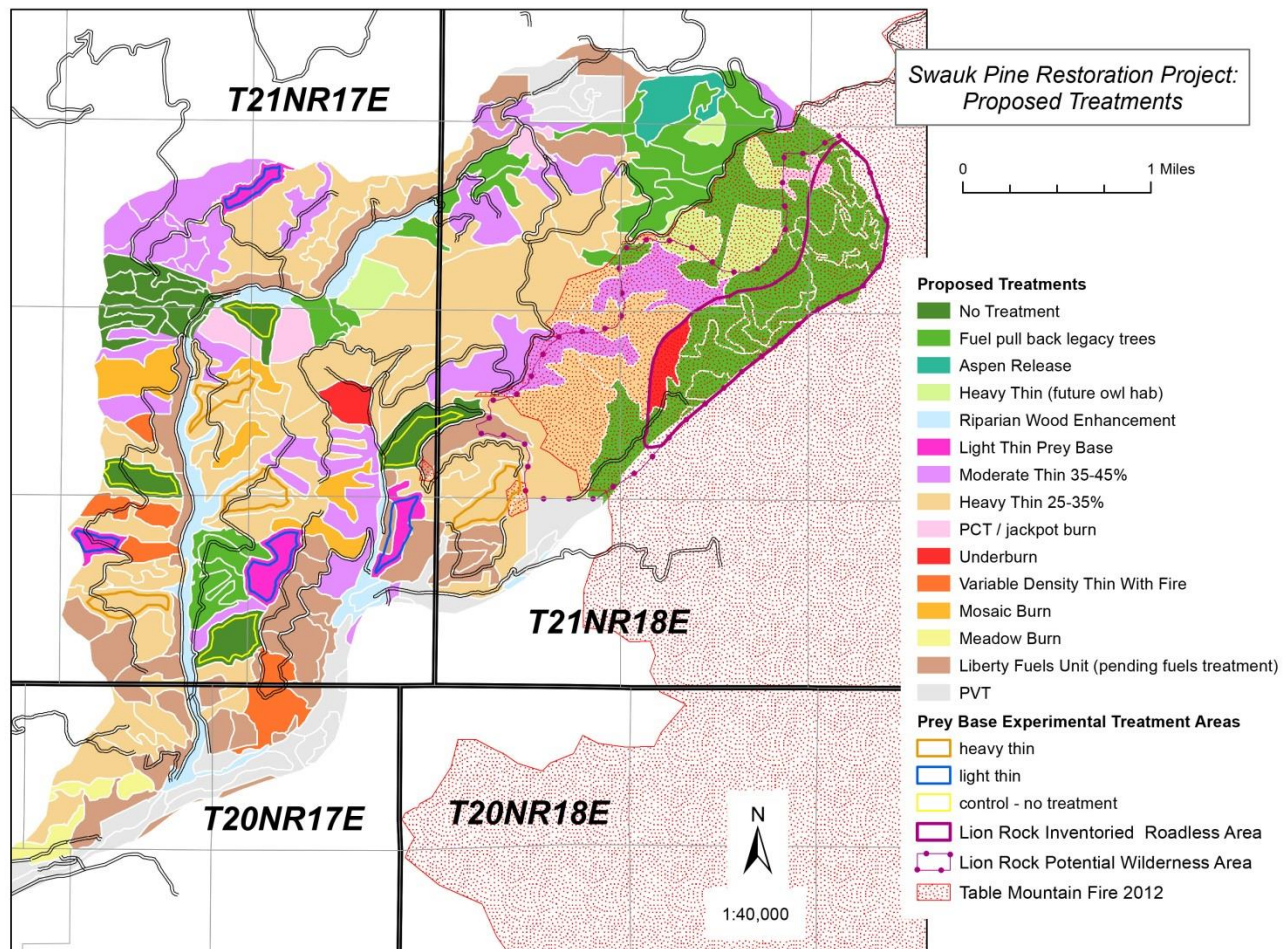 Swauk Pine Restoration Project:
Proposed Treatments
T21NR17E
0 1 Miles
Proposed Treatments
No Treatment
Fuel pull back legacy trees
Aspen Release
Heavy Thin (future owl hab)
Riparian Wood Enhancement
Light Thin Prey Base
Moderate Thin 35-45%
Heavy Thin 25-35%
PCT / jackpot burn
Underburn
Variable Density Thin With Fire
Mosaic Burn
Meadow Burn
Liberty Fuels Unit (pending fuels treatment)
PVT
Prey Base Experimental Treatment Areas
heavy thin
light thin
control - no treatment
Lion Rock Inventoried Roadless Area
Lion Rock Potential Wilderness Area
Table Mountain Fire 2012
T21NR18E
T20NR17E
T20NR18E
N
1:40,000